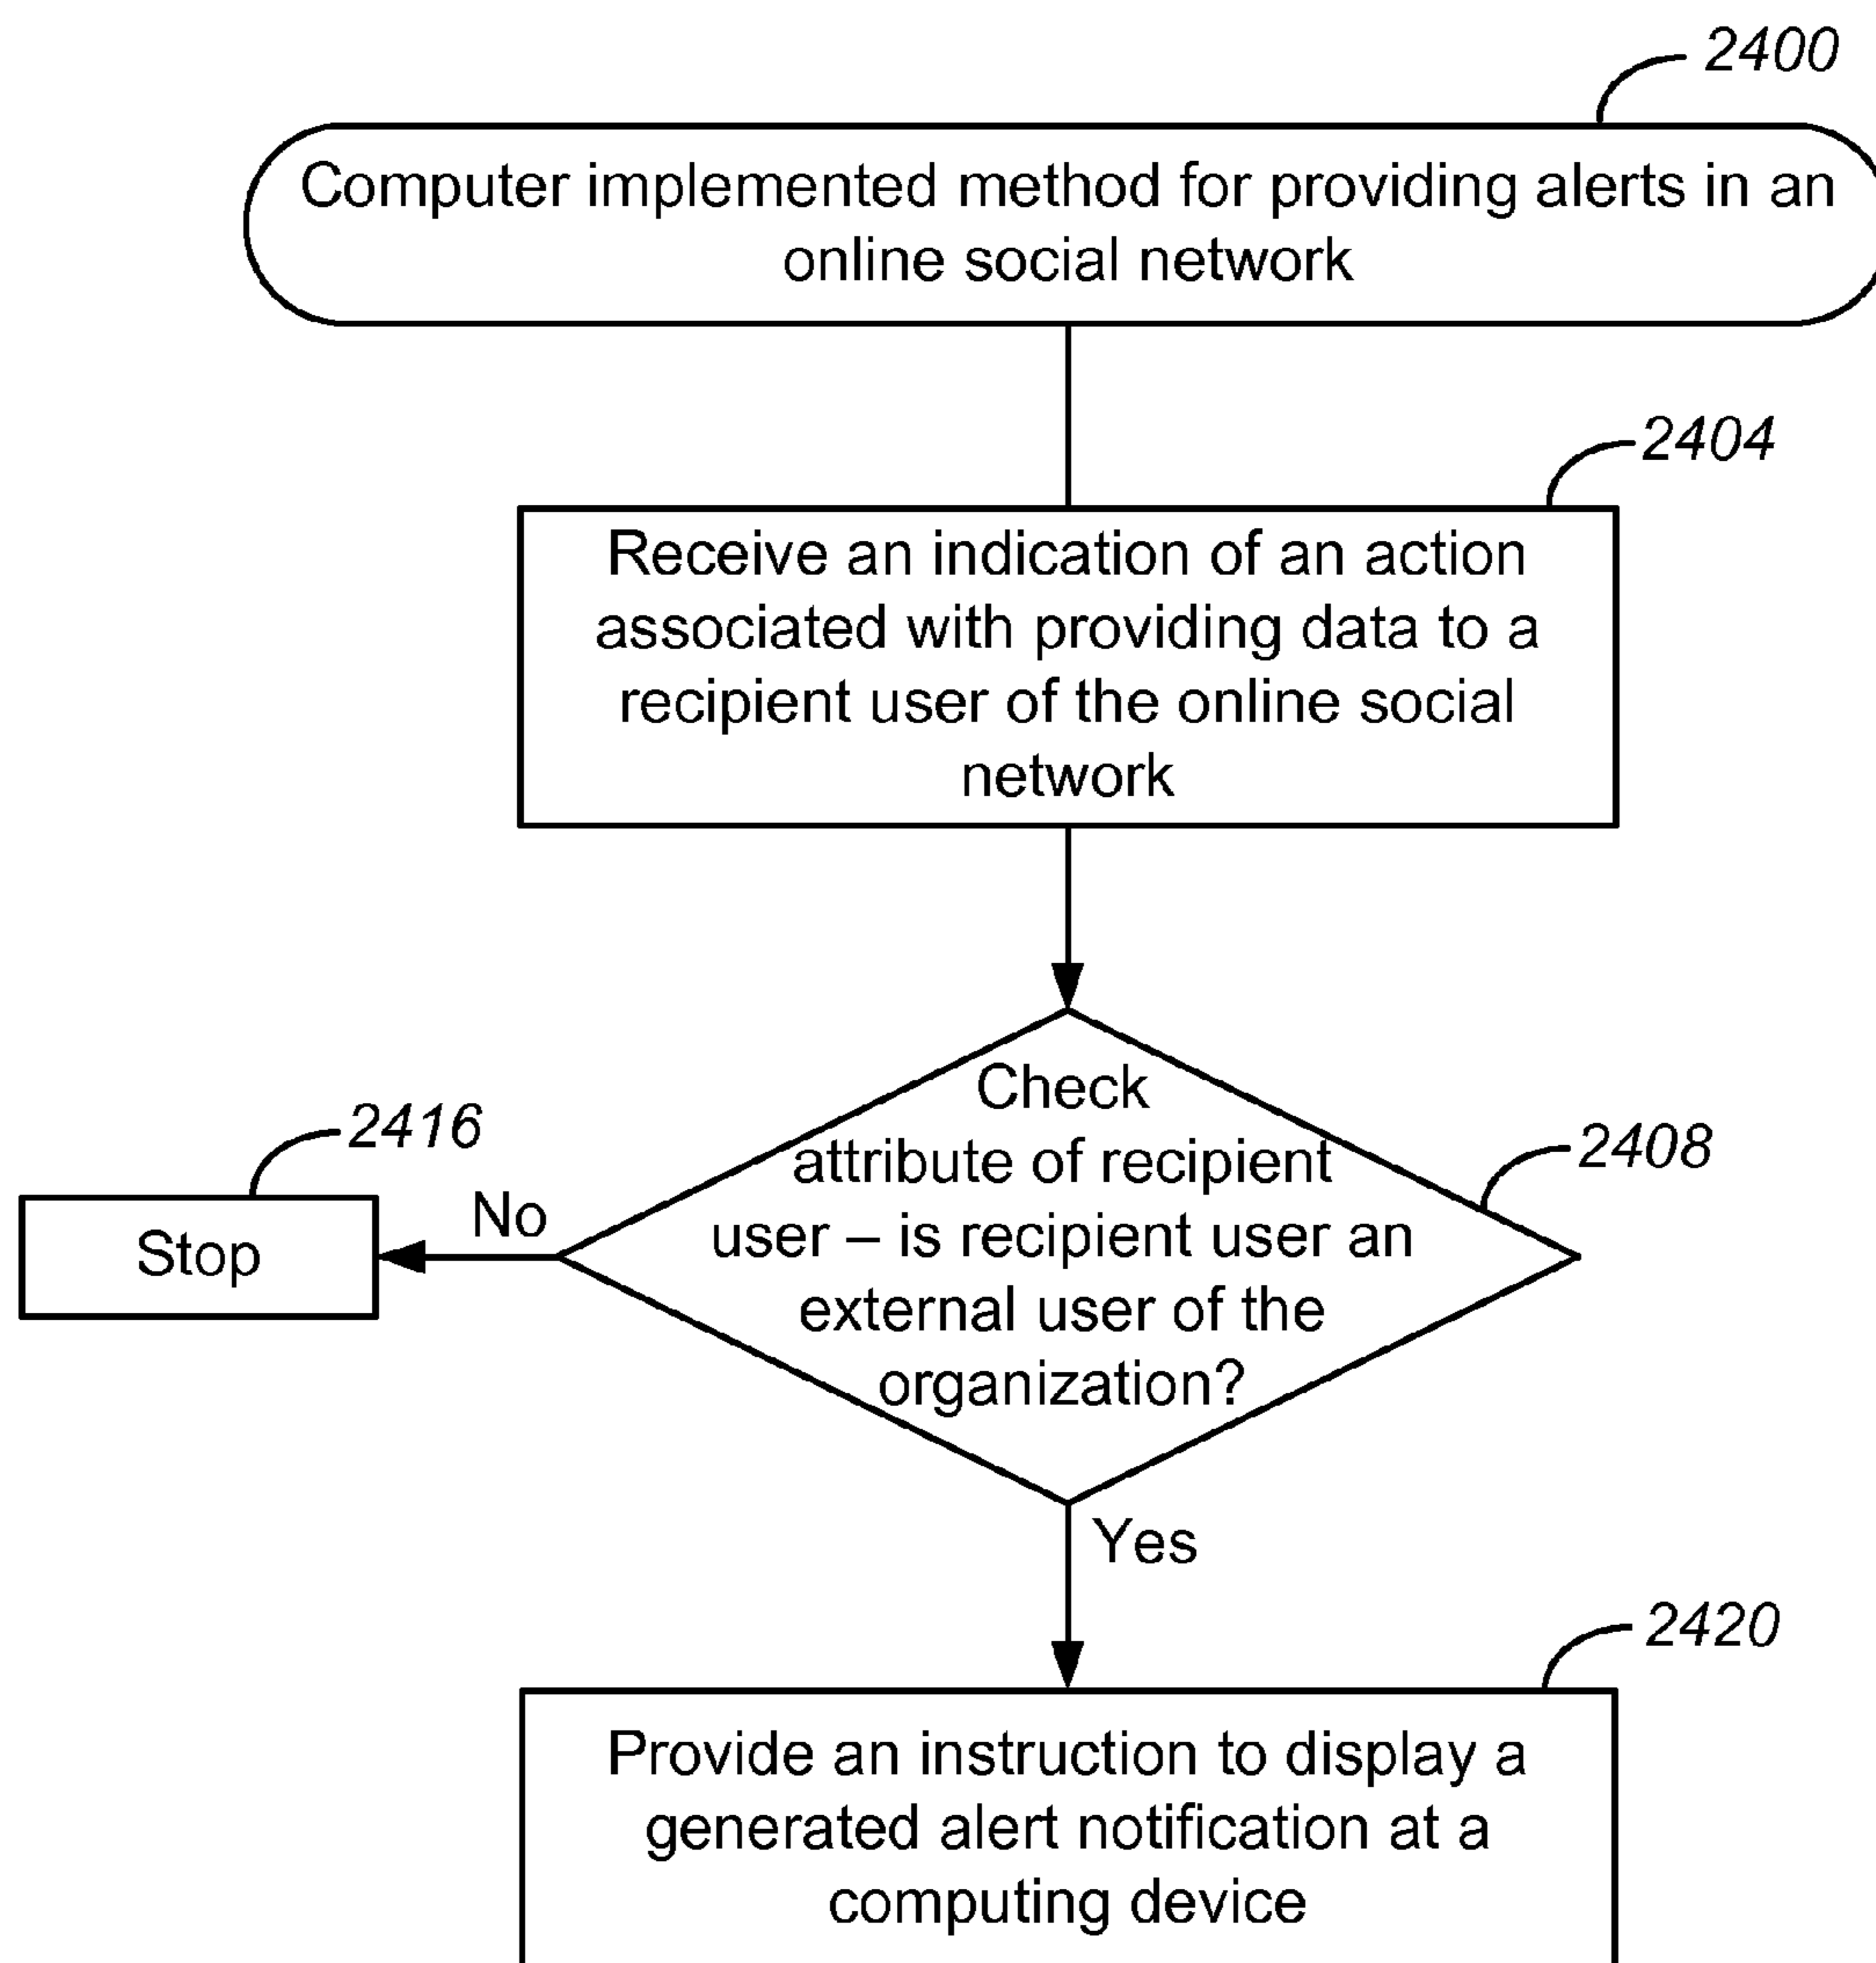 2400
Computer implemented method for providing alerts in an
online social network
2404
Receive an indication of an action
associated with providing data to a
recipient user of the online social
network
Check
attribute of recipient
user – is recipient user an
external user of the
organization?
2408
2416
No
Stop
Yes
2420
Provide an instruction to display a
generated alert notification at a
computing device